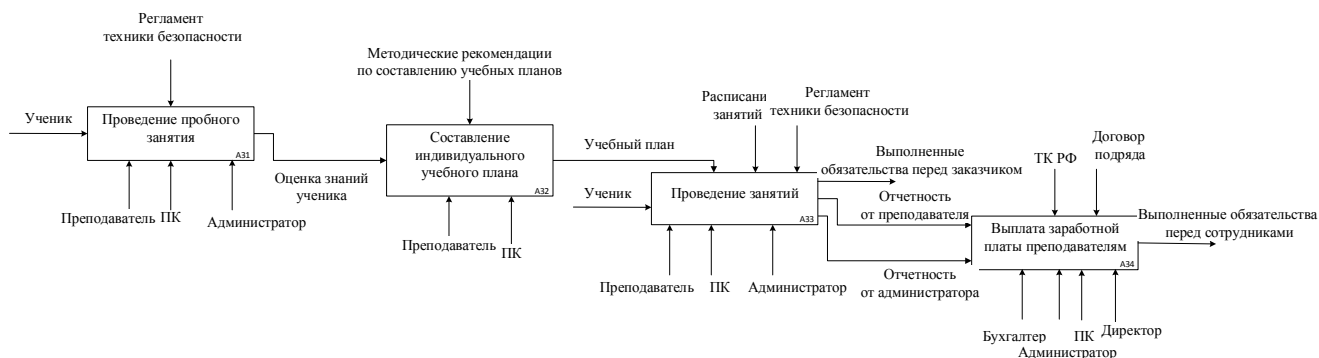 Регламент
техники безопасности
Ученик
Проведение пробного
занятия
A31
Преподаватель
ПК
Администратор
Оценка знаний
ученика
Методические рекомендации
по составлению учебных планов
Составление
индивидуального
учебного плана
A32
Преподаватель
ПК
Учебный план
Расписани
занятий
Регламент
техники безопасности
Ученик
Проведение занятий
A33
Преподаватель
ПК
Администратор
Выполненные
обязательства перед заказчиком
Отчетность
от преподавателя
Отчетность
от администратора
ТК РФ
Договор
подряда
Выплата заработной
платы преподавателям
A34
Бухгалтер
Администратор
ПК
Директор
Выполненные обязательства
перед сотрудниками